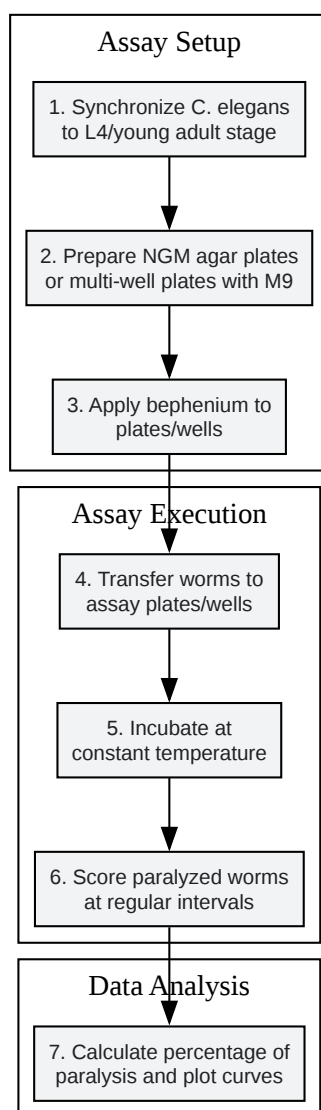 Assay Setup
1. Synchronize C. elegans
to L4/young adult stage
2. Prepare NGM agar plates
or multi-well plates with M9
3. Apply bephenium to
plates/wells
Assay Execution
4. Transfer worms to
assay plates/wells
5. Incubate at
constant temperature
6. Score paralyzed worms
at regular intervals
Data Analysis
7. Calculate percentage of
paralysis and plot curves